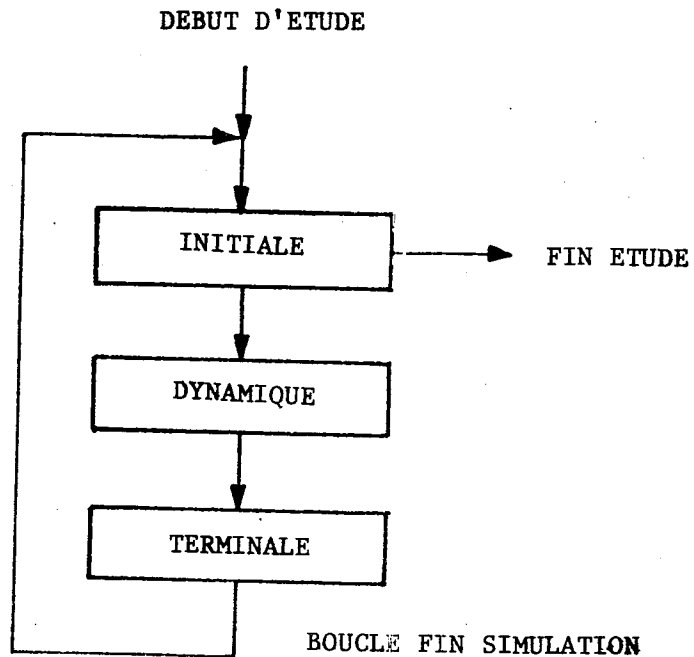 DEBUT D'ETUDE
INITIALE
FIN ETUDE
DYNAMIQUE
TERMINALE
BOUCLE FIN SIMULATION